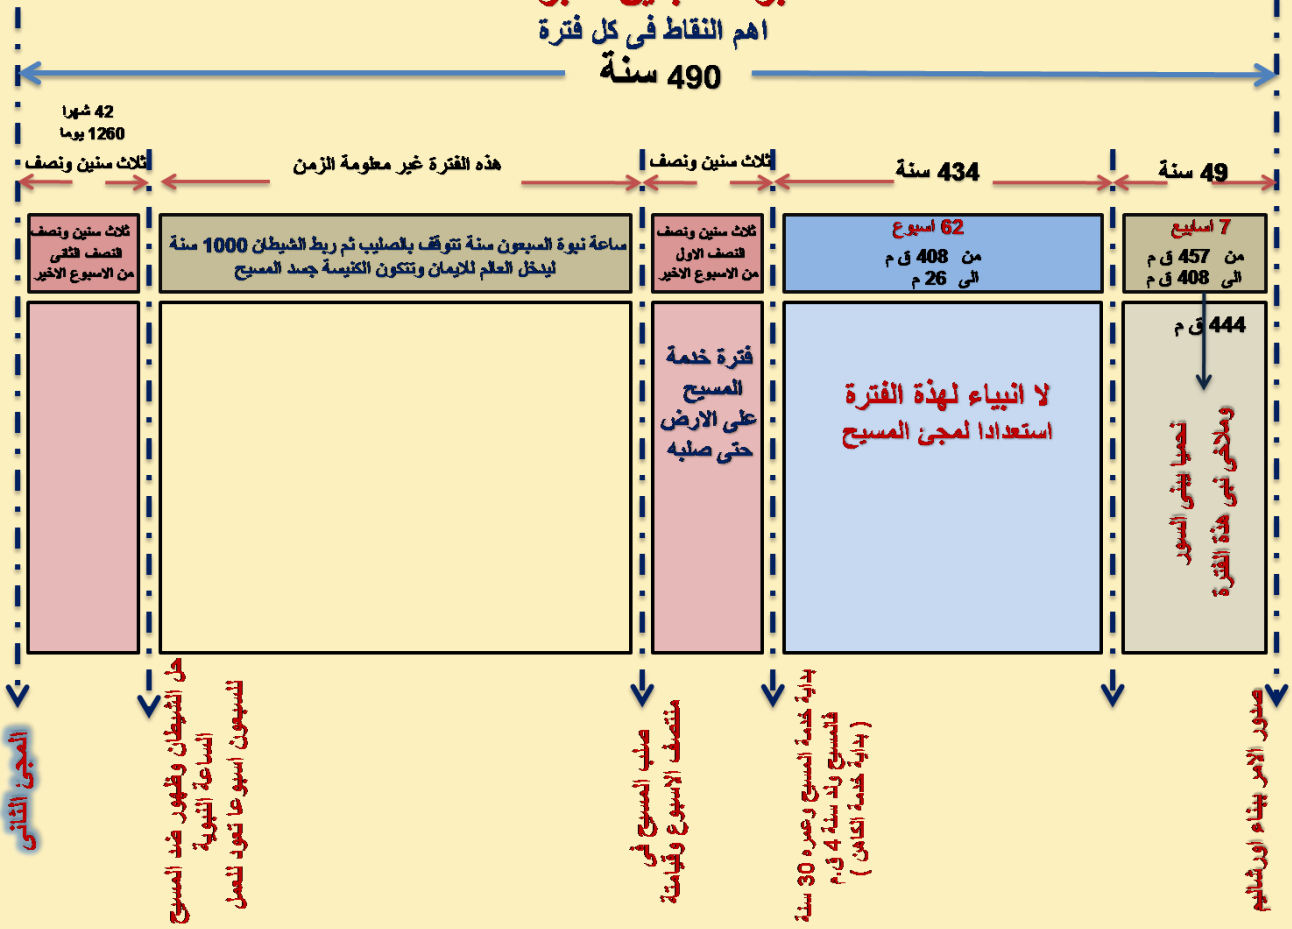 اهم النقاط فى كل فترة
490 سنة
49 سنة
434 سنة
ثلاث سنين ونصف
هذه الفترة غير معلومة الزمن
42 شهرا
1260 يوما
ثلاث سنين ونصف
7 اسابيع
من 457 ق م
الى 408 ق م
62 اسبوع
من 408 ق م
الى 26 م
ثلاث سنين ونصف
النصف الاول
من الاسبوع الاخير
ساعة نبوة السبعون سنة تتوقف بالصليب ثم ربط الشيطان 1000 سنة
ليدخل العالم للايمان وتتكون الكنيسة جسد المسيح
ثلاث سنين ونصف
النصف الثانى
من الاسبوع الاخير
444 ق م
نحميا يبنى السور
وملاخى نبى هذة الفترة
لا انبياء لهذة الفترة
استعدادا لمجئ المسيح
فترة خدمة
المسيح
على الارض
حتى صلبه
صدور الامر ببناء اورشاليم
بداية خدمة المسيح وعمره 30 سنة
فالمسيح ولد سنة 4 ق.م
( بداية خدمة الكاهن )
صلب المسيح فى
منتصف الاسبوع وقيامتة
حل الشيطان وظهور ضد المسيح
الساعة النبوية
للسبعون اسبوعا تعود للعمل
المجئ الثانى